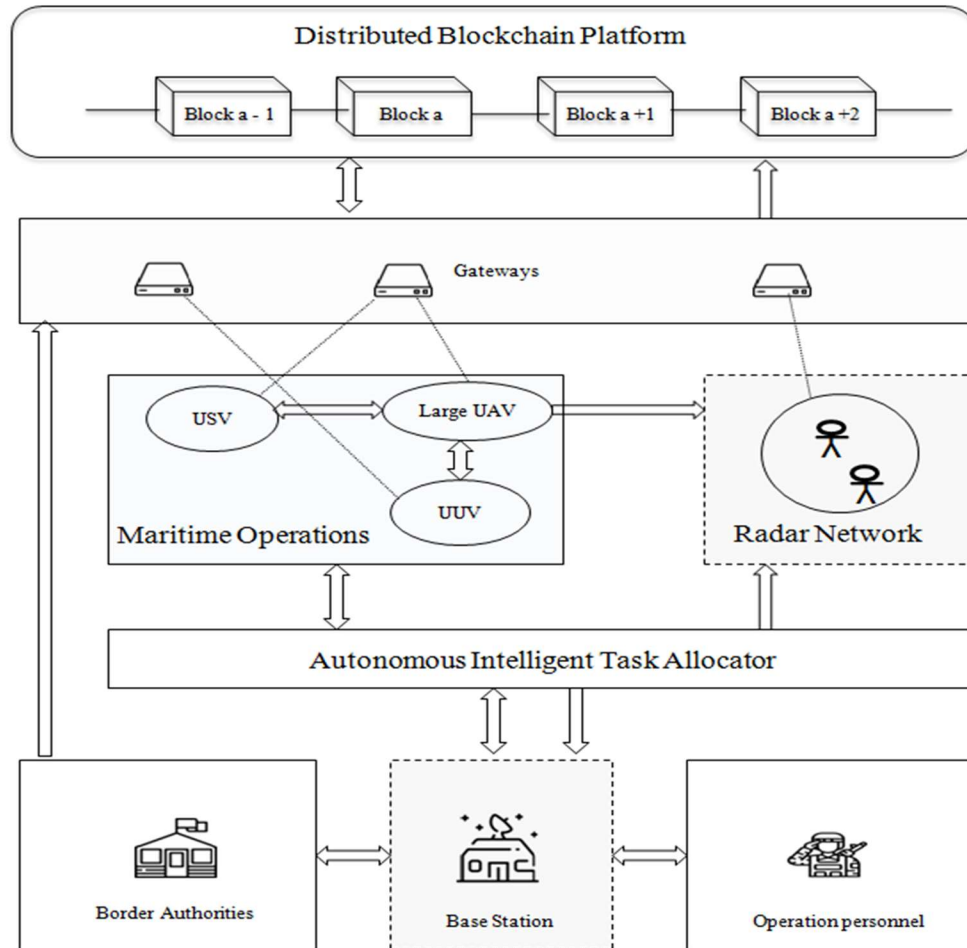 Distributed Blockchain Platform
Block a - 1
Block a
Block a +1
Block a +2
Gateways
USV
Large UAV
UUV
Maritime Operations
Radar Network
Autonomous Intelligent Task Allocator
Border Authorities
Base Station
Operation personnel